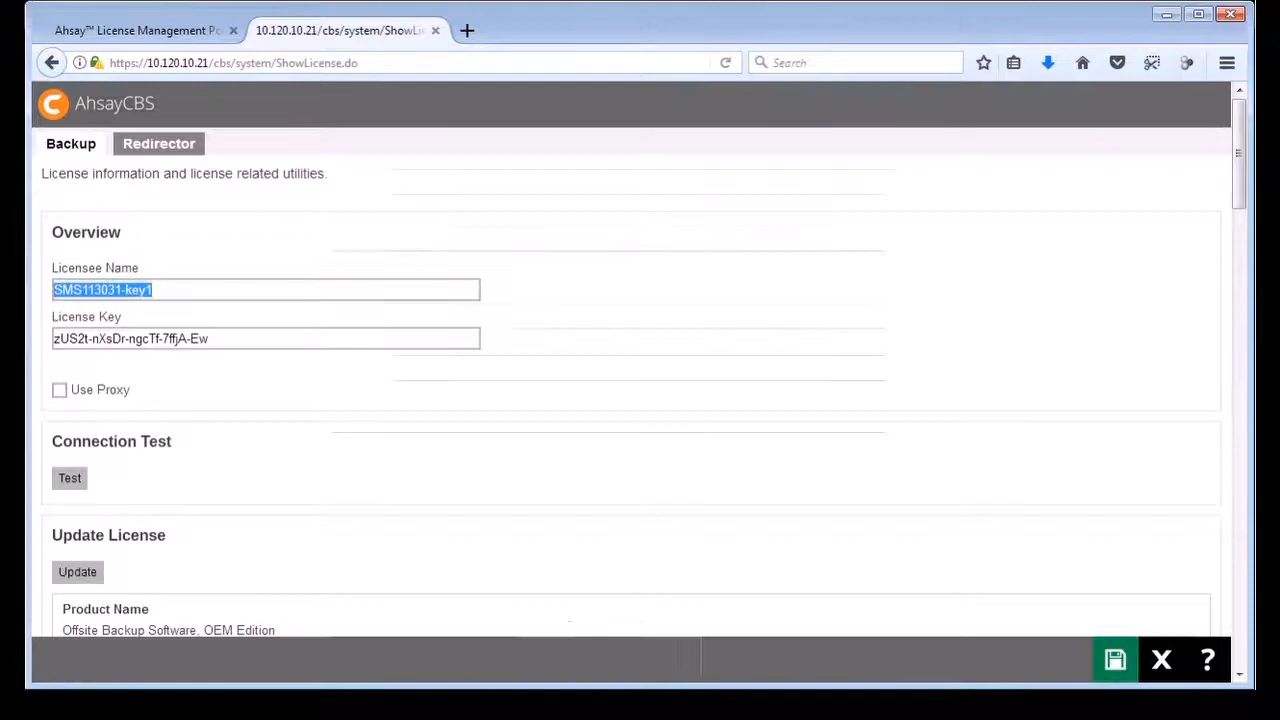 Ahsay™ License Management Po
10.120.10.21/cbs/system/ShowLi
https://10.120.10.21/cbs/system/ShowLicense.do
Search
AhsayCBS
Backup
Redirector
License information and license related utilities.
Overview
Licensee Name
SMS113031-key1
License Key
zUS2t-nXsDr-ngcTf-7ffjA-Ew
Use Proxy
Connection Test
Test
Update License
Update
Product Name
Offsite Backup Software, OEM Edition
X
?